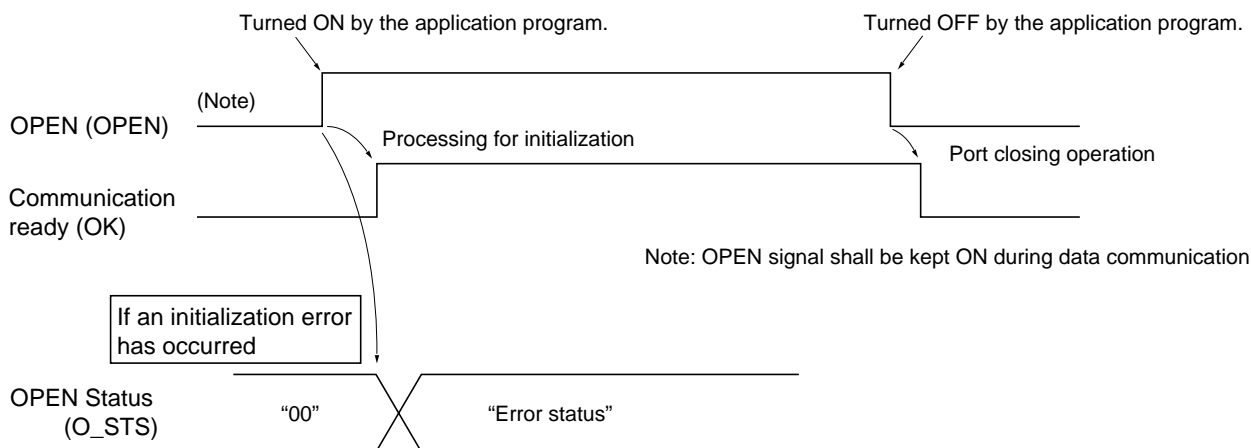 Turned ON by the application program.
Turned OFF by the application program.
(Note)
OPEN (OPEN)
Processing for initialization
Port closing operation
Communication
ready (OK)
Note: OPEN signal shall be kept ON during data communication
If an initialization error
has occurred
OPEN Status
(O_STS)
“00”
“Error status”